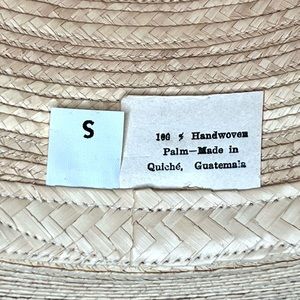 S
100 % Handwoven
Palm—Made in
Quiché, Guatemala